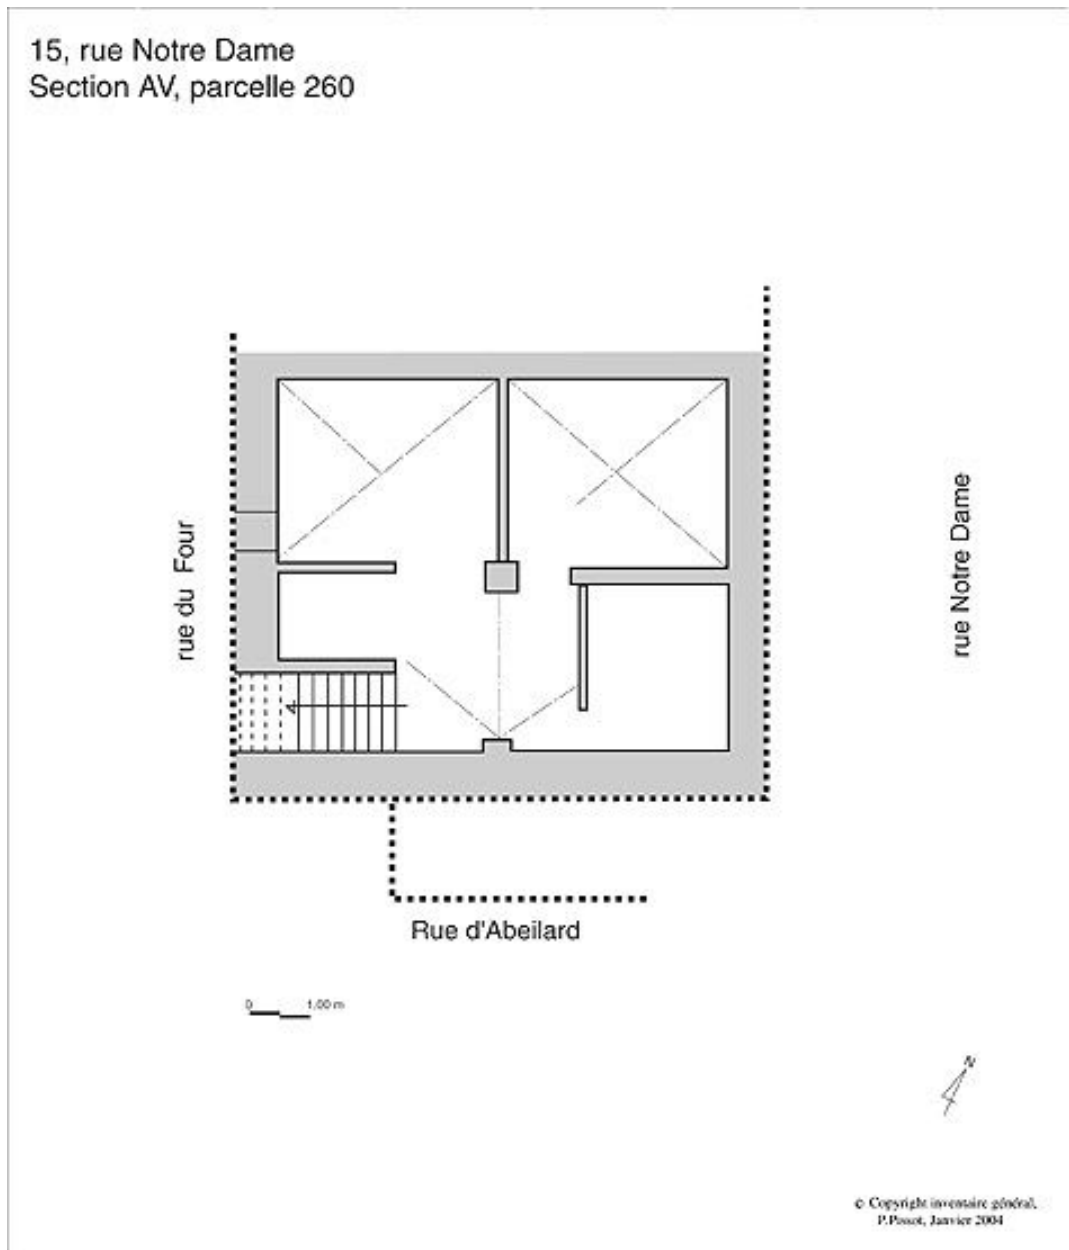 15, rue Notre Dame
Section AV, parcelle 260
rue du Four
rue Notre Dame
Rue d'Abeilard
0 1,00 m
N
© Copyright inventaire général,
P.Pissot, Janvier 2004